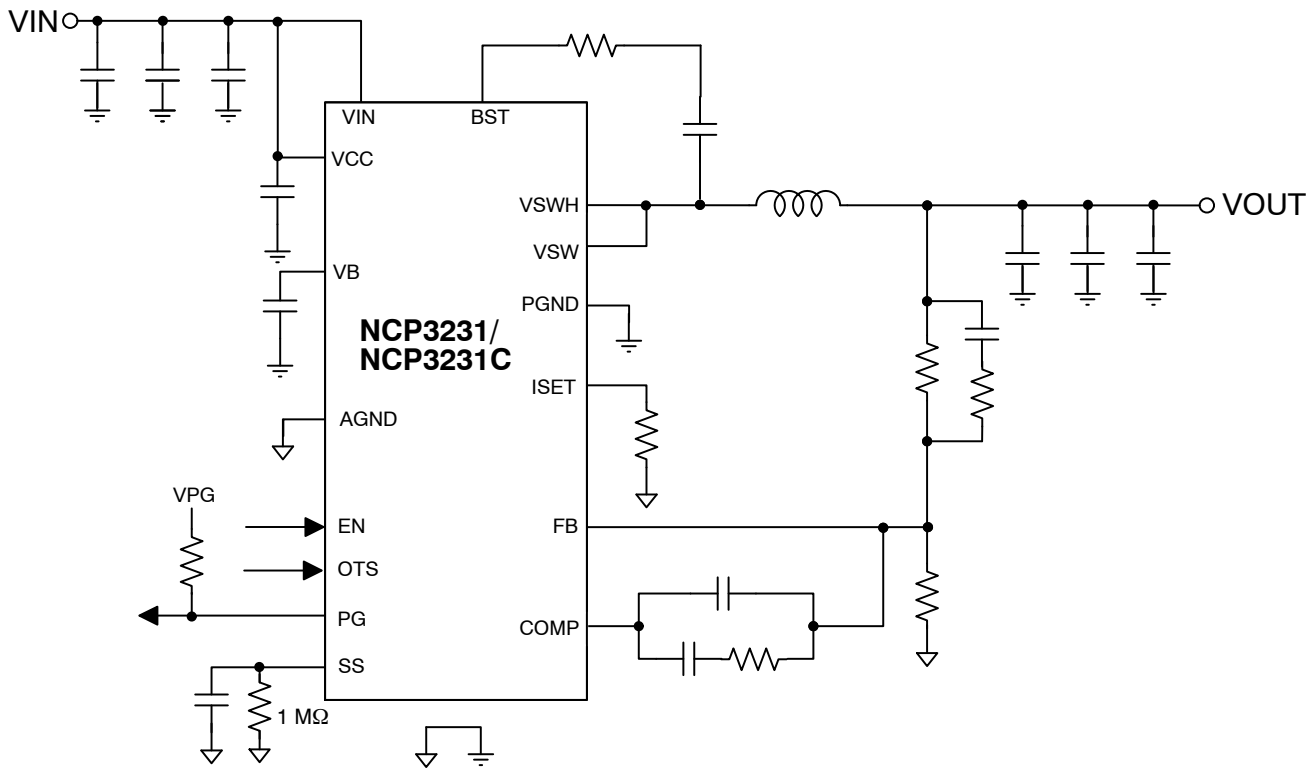 VIN
VIN
BST
VCC
VSWH
VOUT
VSW
VB
PGND
NCP3231/
NCP3231C
ISET
AGND
VPG
EN
FB
OTS
PG
COMP
SS
1 MΩ